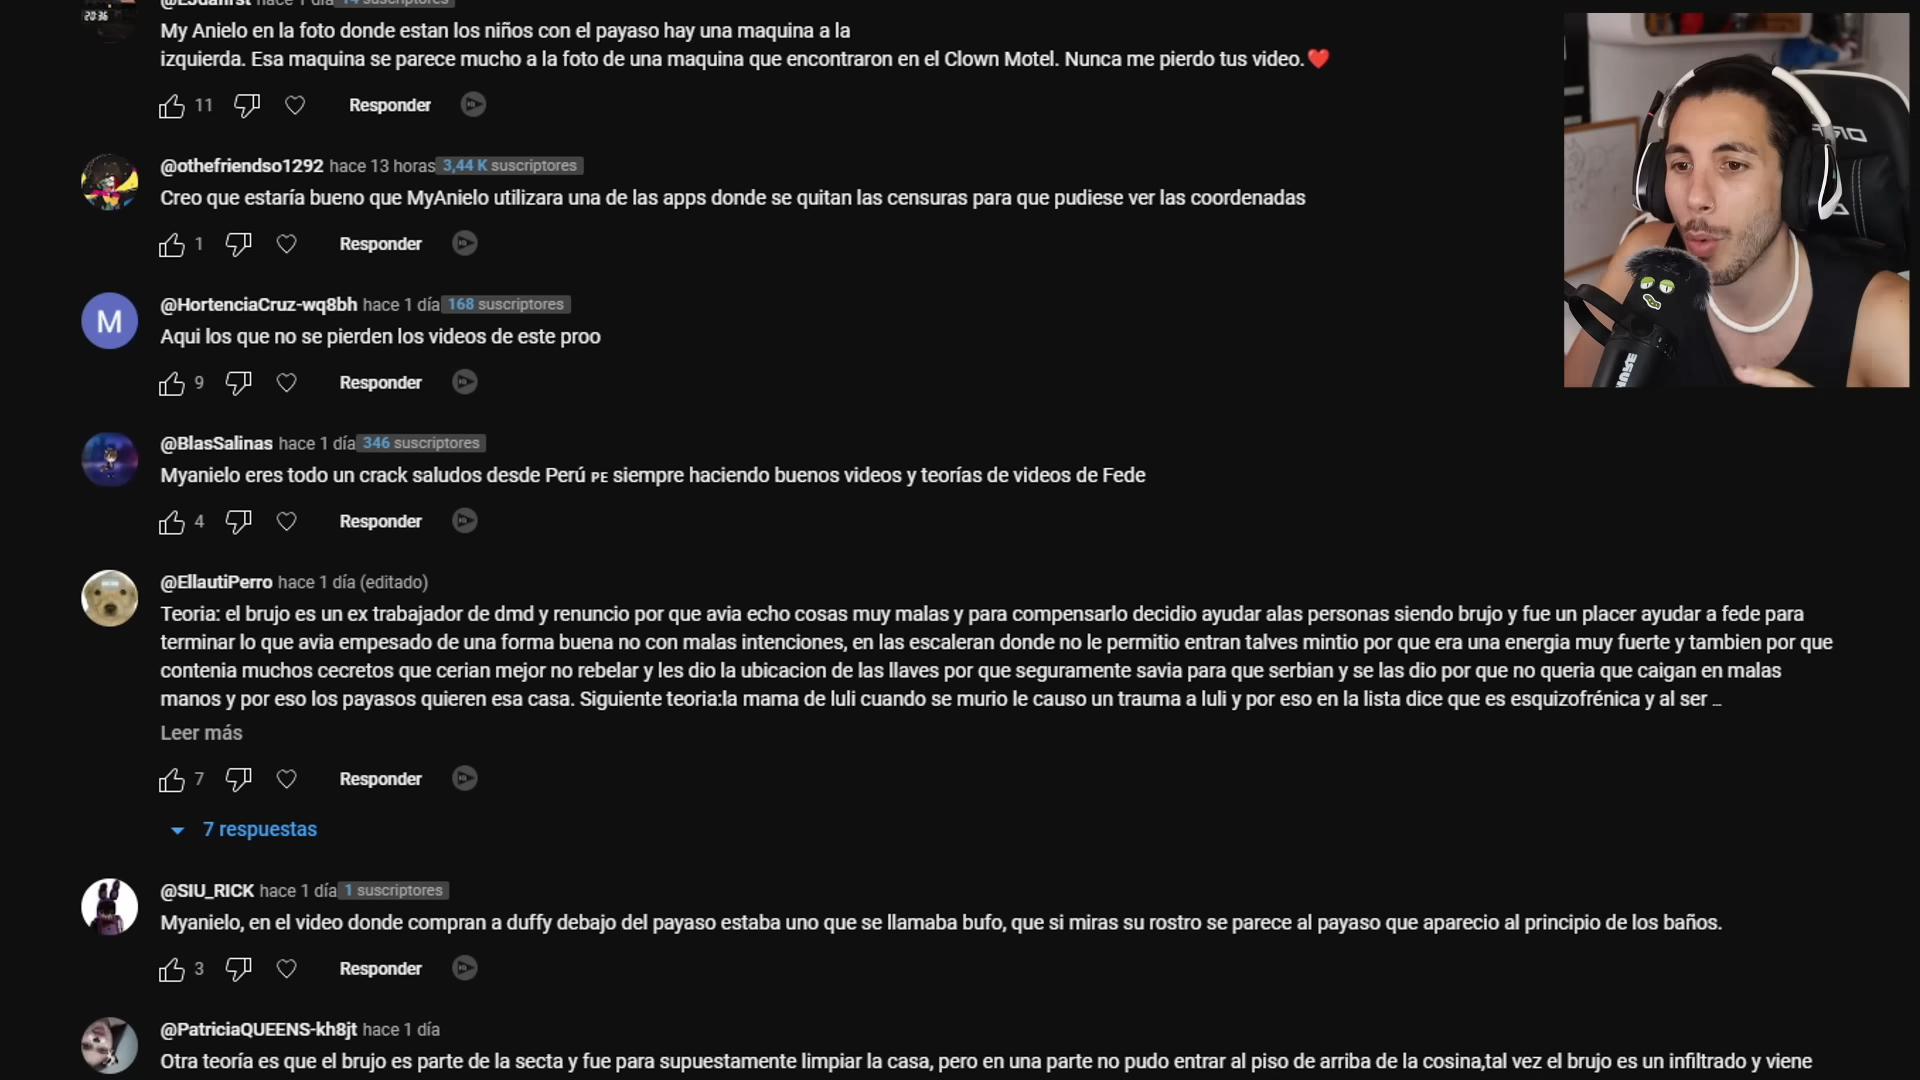 hace 1 día 14 suscriptores
My Anielo en la foto donde estan los niños con el payaso hay una maquina a la
izquierda. Esa maquina se parece mucho a la foto de una maquina que encontraron en el Clown Motel. Nunca me pierdo tus video.❤️
11 Responder
@othefriendso1292 hace 13 horas 3,44 K suscriptores
Creo que estaría bueno que MyAnielo utilizara una de las apps donde se quitan las censuras para que pudiese ver las coordenadas
1 Responder
M
@HortenciaCruz-wq8bh hace 1 día 168 suscriptores
Aqui los que no se pierden los videos de este proo
9 Responder
@BlasSalinas hace 1 día 346 suscriptores
Myanielo eres todo un crack saludos desde Perú PE siempre haciendo buenos videos y teorías de videos de Fede
4 Responder
@EllautiPerro hace 1 día (editado)
Teoria: el brujo es un ex trabajador de dmd y renuncio por que avia echo cosas muy malas y para compensarlo decidio ayudar alas personas siendo brujo y fue un placer ayudar a fede para
terminar lo que avia empesado de una forma buena no con malas intenciones, en las escaleran donde no le permitio entran talves mintio por que era una energia muy fuerte y tambien por que
contenia muchos cecretos que cerian mejor no rebelar y les dio la ubicacion de las llaves por que seguramente savia para que serbian y se las dio por que no queria que caigan en malas
manos y por eso los payasos quieren esa casa. Siguiente teoria:la mama de luli cuando se murio le causo un trauma a luli y por eso en la lista dice que es esquizofrénica y al ser ...
Leer más
7 Responder
7 respuestas
@SIU_RICK hace 1 día 1 suscriptores
Myanielo, en el video donde compran a duffy debajo del payaso estaba uno que se llamaba bufo, que si miras su rostro se parece al payaso que aparecio al principio de los baños.
3 Responder
@PatriciaQUEENS-kh8jt hace 1 día
Otra teoría es que el brujo es parte de la secta y fue para supuestamente limpiar la casa, pero en una parte no pudo entrar al piso de arriba de la cosina,tal vez el brujo es un infiltrado y viene